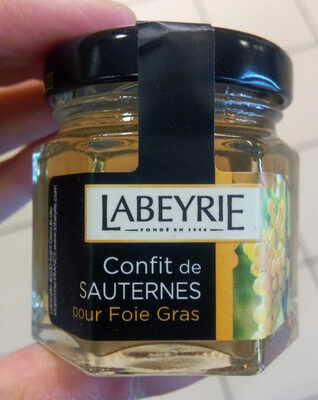 LABEYRIE
FONDÉ EN 1946
Confit de
SAUTERNES
pour Foie Gras